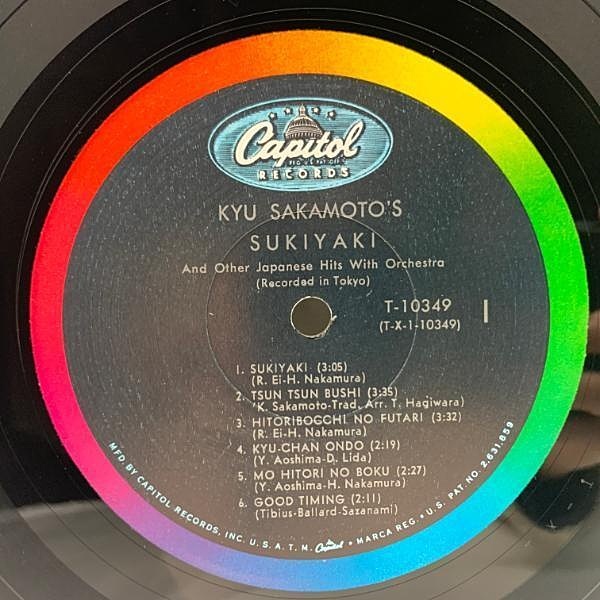 Capitol
REG. U.S. PAT. OFF.
RECORDS
KYU SAKAMOTO'S
SUKIYAKI
And Other Japanese Hits With Orchestra
(Recorded in Tokyo)
T-10349 1
(T-X-1-10349)
1. SUKIYAKI (3:05)
(R. Ei-H. Nakamura)
2. TSUN TSUN BUSHI (3:35)
K. Sakamoto-Trad. Arr. T. Hagiwara)
3. HITORIBOCCHI NO FUTARI (3:32)
(R. Ei-H. Nakamura)
4. KYU-CHAN ONDO (2:19)
(Y. Aoshima-D. Lida)
5. MO HITORI NO BOKU (2:27)
(Y. Aoshima-H. Nakamura)
6. GOOD TIMING (2:11)
(Tibius-Ballard-Sazanami)
MFD. BY CAPITOL RECORDS, INC. U.S.A. T.M. Capitol • MARCA REG. • U.S. PAT. NO. 2,631,859